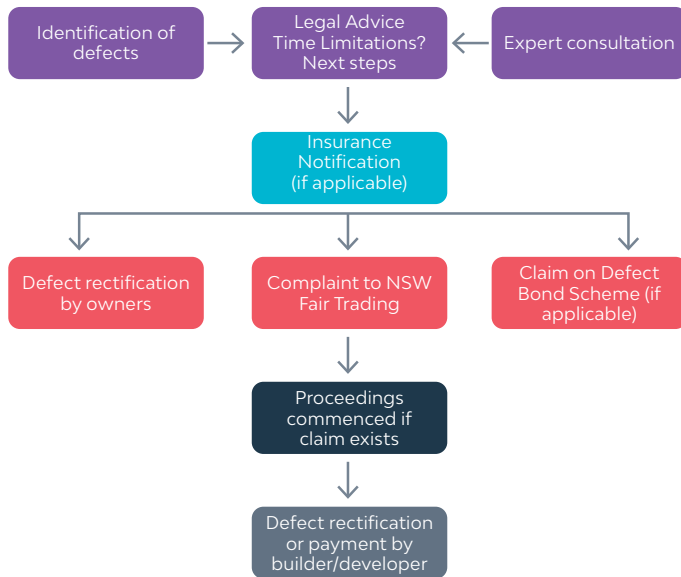 Identification of
defects
Legal Advice
Time Limitations?
Next steps
Expert consultation
Insurance
Notification
(if applicable)
Defect rectification
by owners
Complaint to NSW
Fair Trading
Claim on Defect
Bond Scheme (if
applicable)
Proceedings
commenced if
claim exists
Defect rectification
or payment by
builder/developer